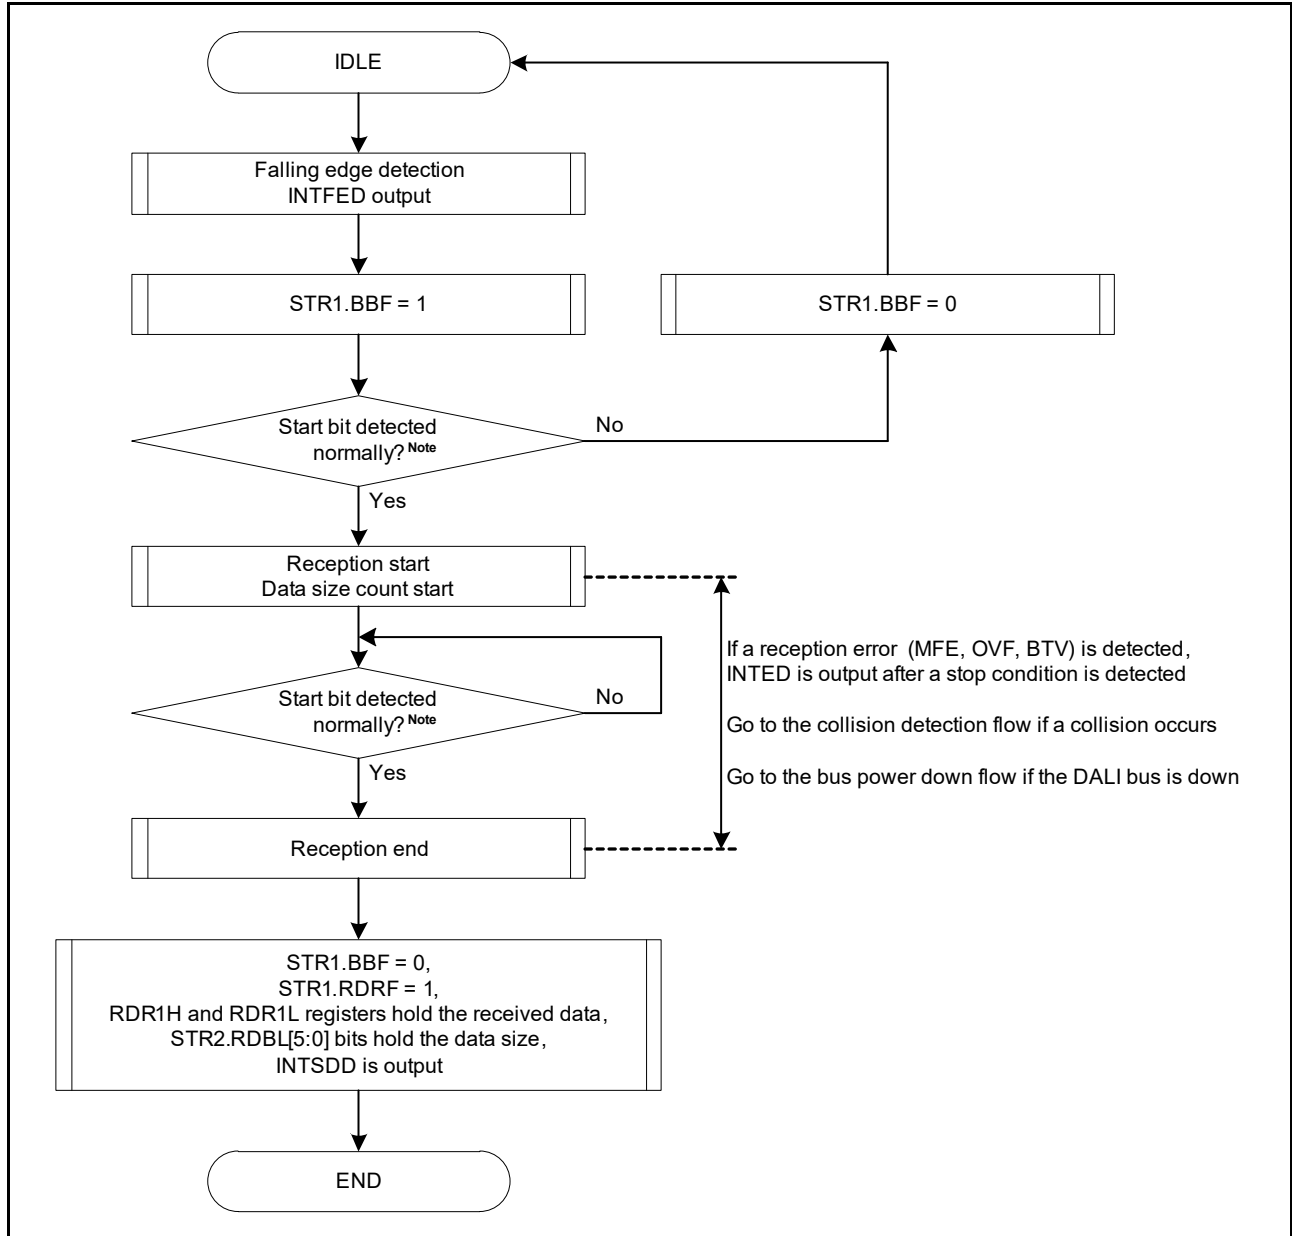 IDLE
Falling edge detection
INTFED output
STR1.BBF = 1
STR1.BBF = 0
Start bit detected
normally? Note
No
Yes
Reception start
Data size count start
Start bit detected
normally? Note
No
Yes
If a reception error (MFE, OVF, BTV) is detected,
INTED is output after a stop condition is detected
Go to the collision detection flow if a collision occurs
Go to the bus power down flow if the DALI bus is down
Reception end
STR1.BBF = 0,
STR1.RDRF = 1,
RDR1H and RDR1L registers hold the received data,
STR2.RDBL[5:0] bits hold the data size,
INTSDD is output
END